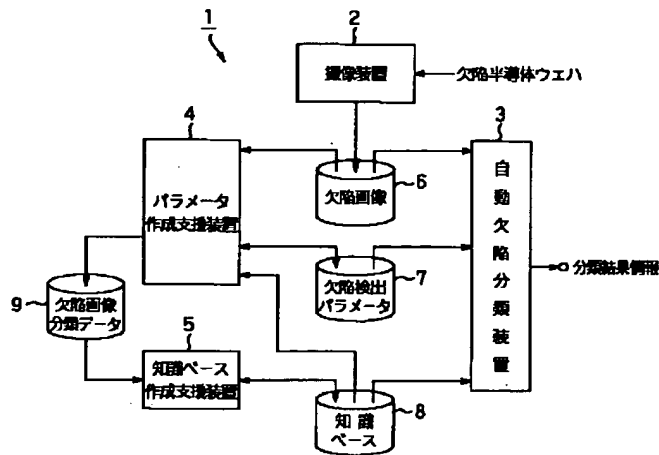 1
2
撮像装置
欠陥半導体ウェハ
4
パラメータ
作成支援装置
3
自動欠陥分類装置
欠陥画像
6
分類結果情報
欠陥検出
パラメータ
7
9
欠陥画像
分類データ
5
知識ベース
作成支援装置
知識
ベース
8